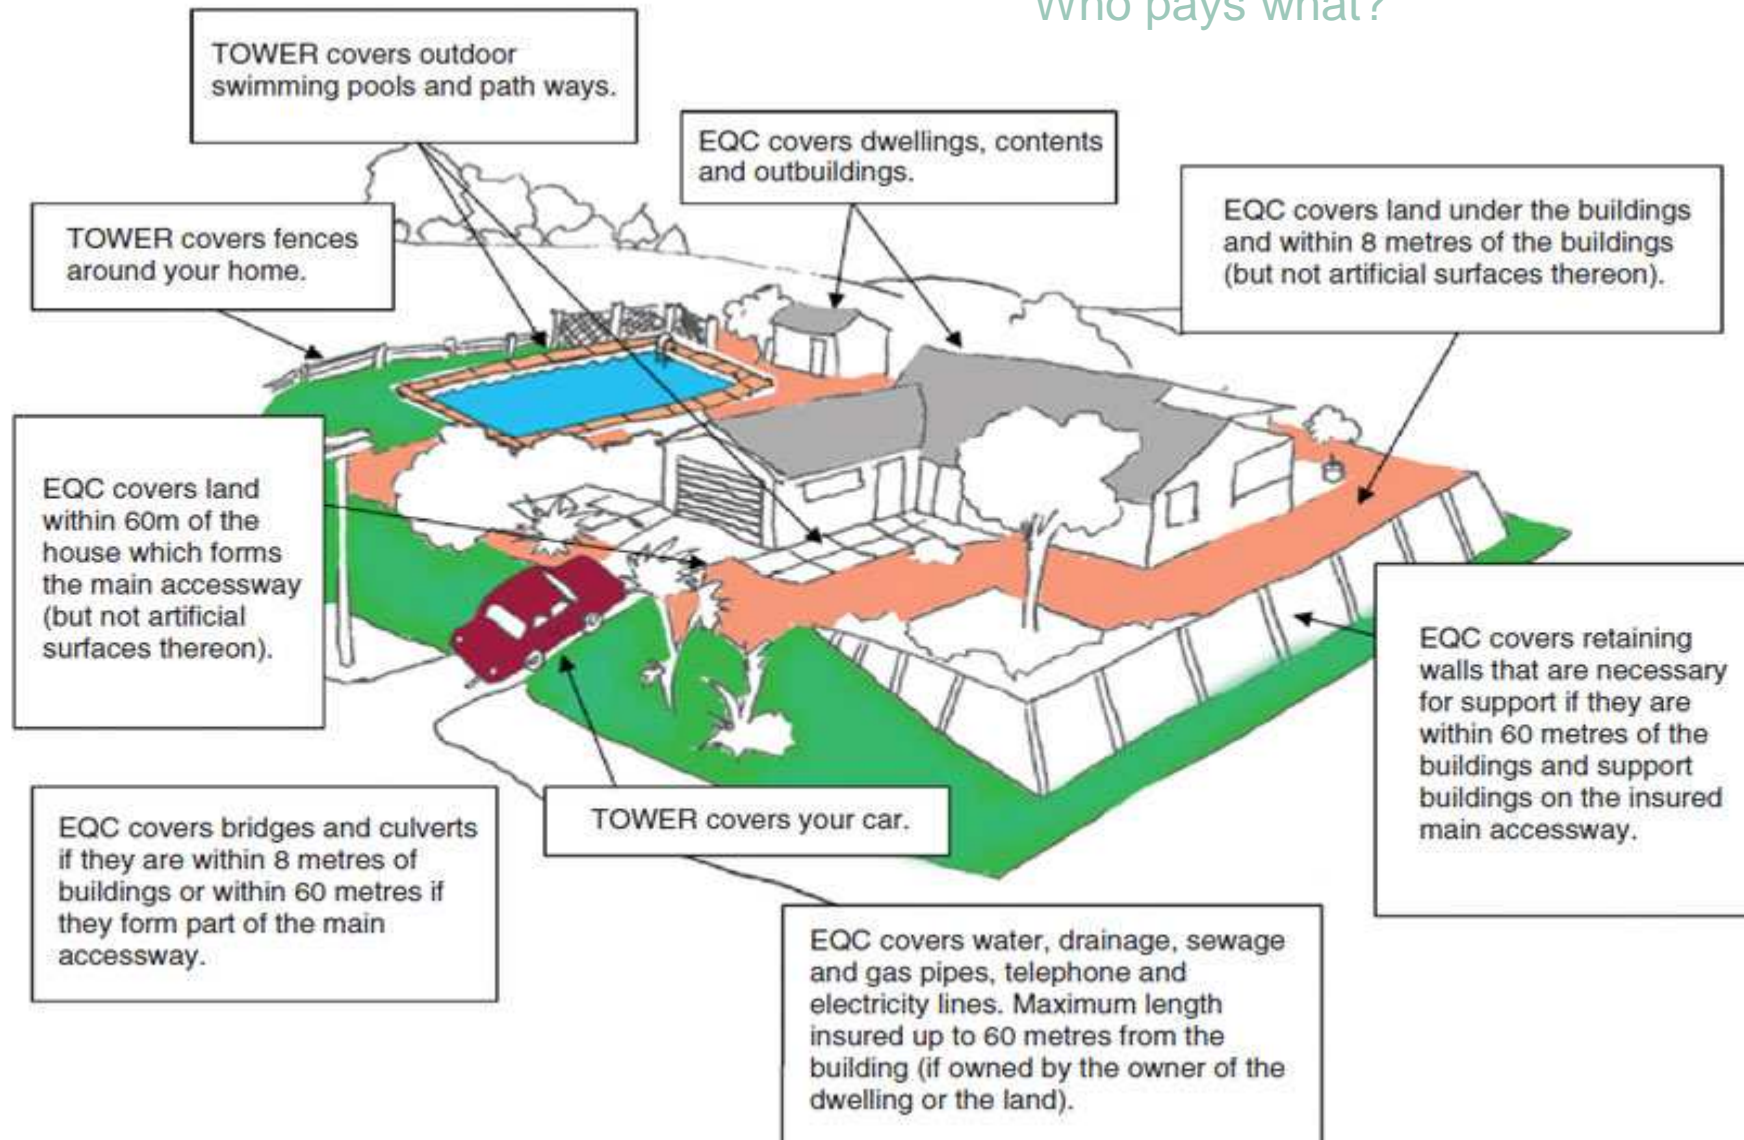 Who pays what?
TOWER covers outdoor
swimming pools and path ways.
EQC covers dwellings, contents
and outbuildings.
EQC covers land under the buildings
and within 8 metres of the buildings
(but not artificial surfaces thereon).
TOWER covers fences
around your home.
EQC covers land
within 60m of the
house which forms
the main accessway
(but not artificial
surfaces thereon).
EQC covers retaining
walls that are necessary
for support if they are
within 60 metres of the
buildings and support
buildings on the insured
main accessway.
EQC covers bridges and culverts
if they are within 8 metres of
buildings or within 60 metres if
they form part of the main
accessway.
TOWER covers your car.
EQC covers water, drainage, sewage
and gas pipes, telephone and
electricity lines. Maximum length
insured up to 60 metres from the
building (if owned by the owner of the
dwelling or the land).